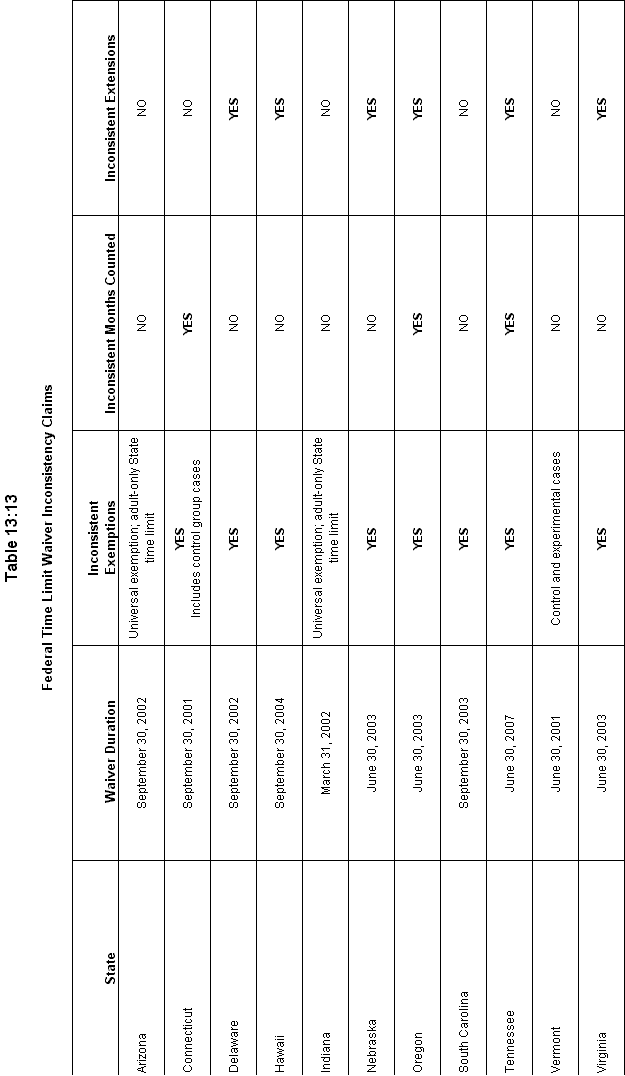 Table 13:13
Federal Time Limit Waiver Inconsistency Claims
State Waiver Duration Inconsistent Exemptions Inconsistent Months Counted Inconsistent Extensions
Arizona September 30, 2002 Universal exemption; adult-only State time limit NO NO
Connecticut September 30, 2001 YES Includes control group cases YES NO
Delaware September 30, 2002 YES NO YES
Hawaii September 30, 2004 YES NO YES
Indiana March 31, 2002 Universal exemption; adult-only State time limit NO NO
Nebraska June 30, 2003 YES NO YES
Oregon June 30, 2003 YES YES YES
South Carolina September 30, 2003 YES NO NO
Tennessee June 30, 2007 YES YES YES
Vermont June 30, 2001 Control and experimental cases NO NO
Virginia June 30, 2003 YES NO YES